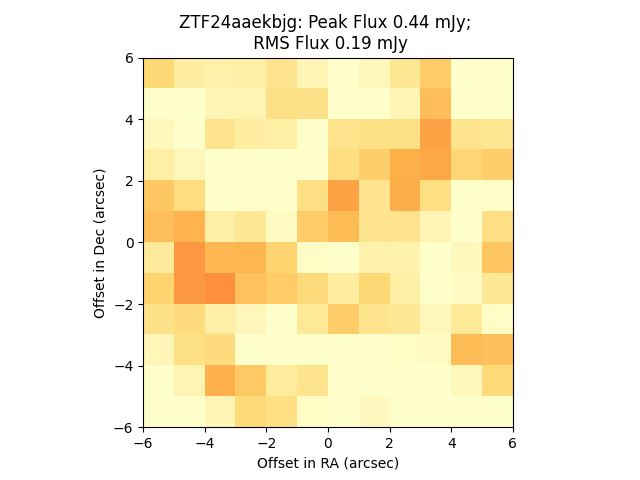 ZTF24aaekbjg: Peak Flux 0.44 mJy;
RMS Flux 0.19 mJy
6
4
2
0
−2
−4
−6
Offset in Dec (arcsec)
−6 −4 −2 0 2 4 6
Offset in RA (arcsec)